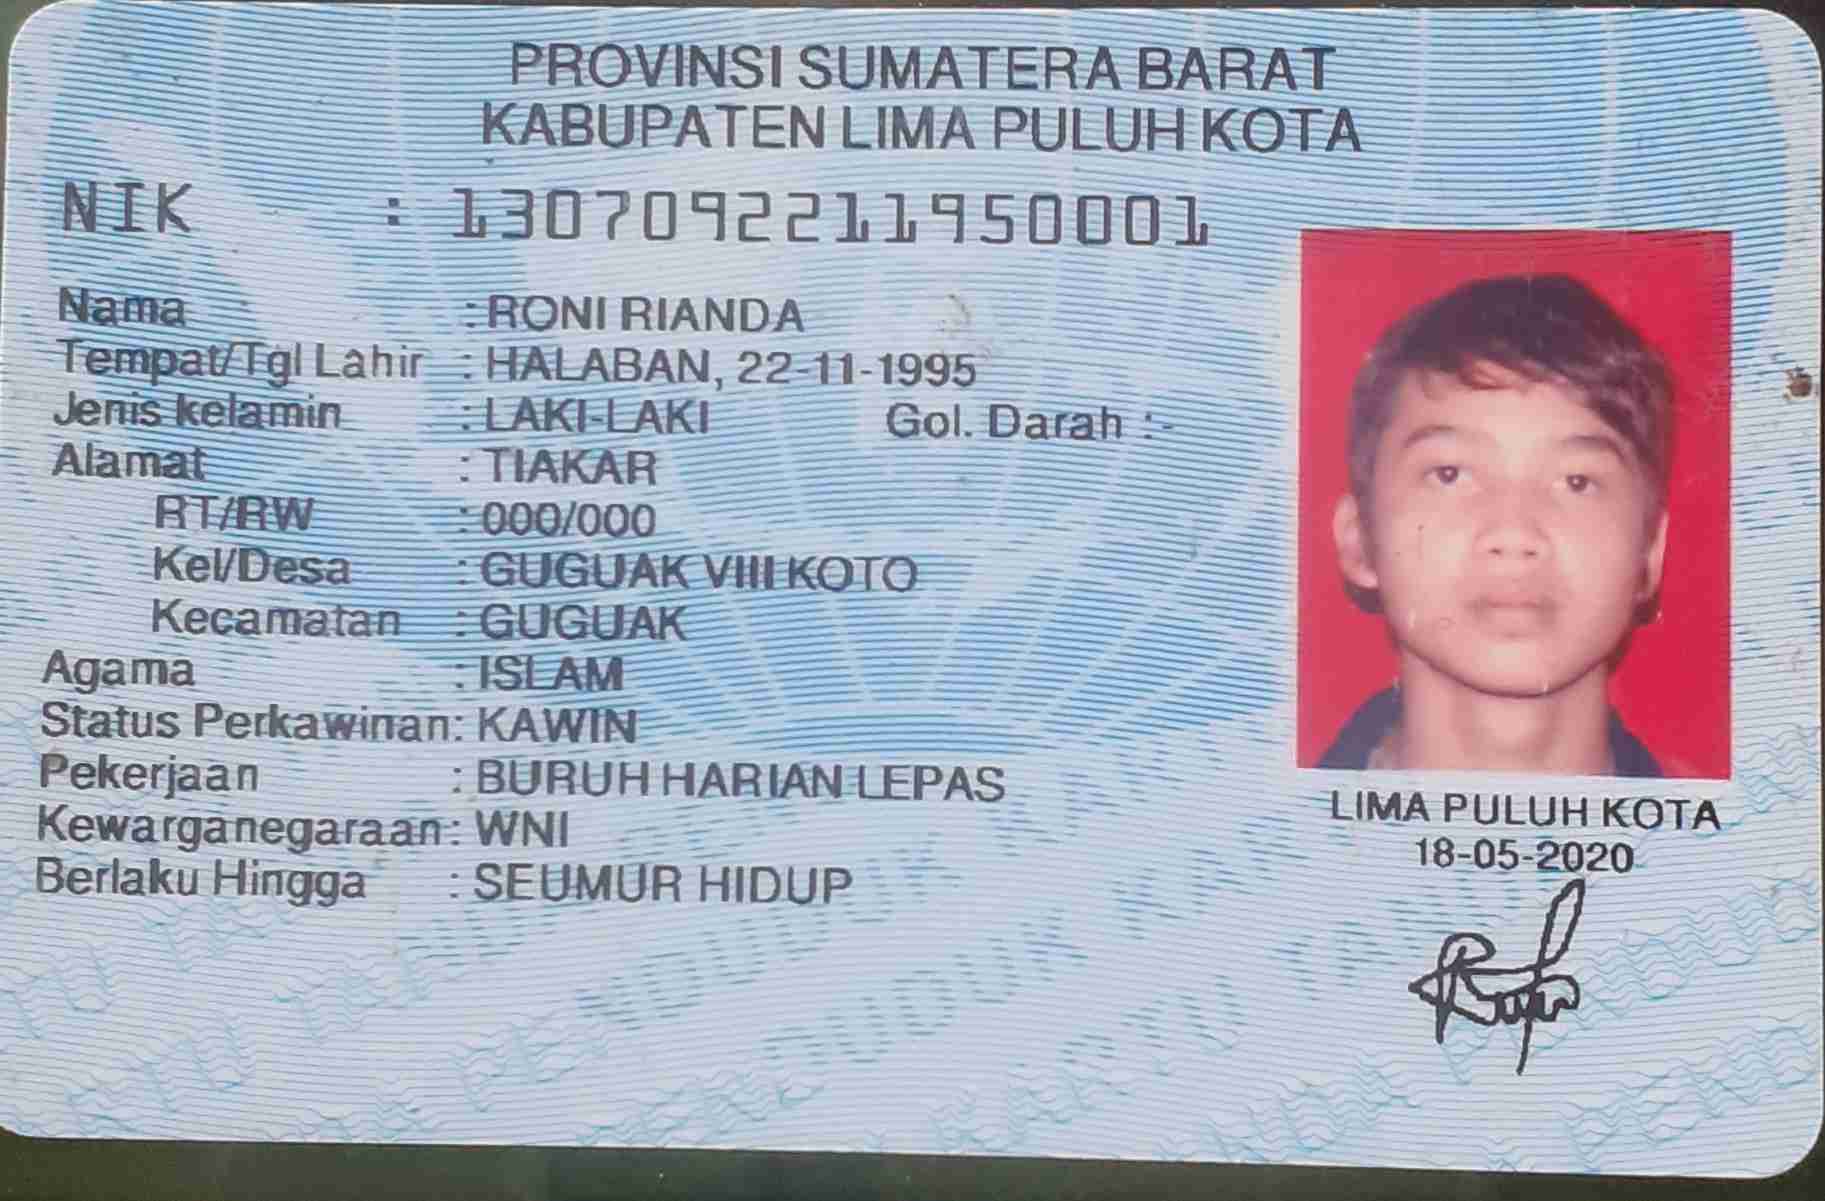 PROVINSI SUMATERA BARAT
KABUPATEN LIMA PULUH KOTA
NIK : 1307092211950001
Nama : RONI RIANDA
Tempat/Tgl Lahir : HALABAN, 22-11-1995
Jenis kelamin : LAKI-LAKI Gol. Darah : -
Alamat : TIAKAR
RT/RW : 000/000
Kel/Desa : GUGUAK VIII KOTO
Kecamatan : GUGUAK
Agama : ISLAM
Status Perkawinan : KAWIN
Pekerjaan : BURUH HARIAN LEPAS
Kewarganegaraan : WNI
Berlaku Hingga : SEUMUR HIDUP
LIMA PULUH KOTA
18-05-2020